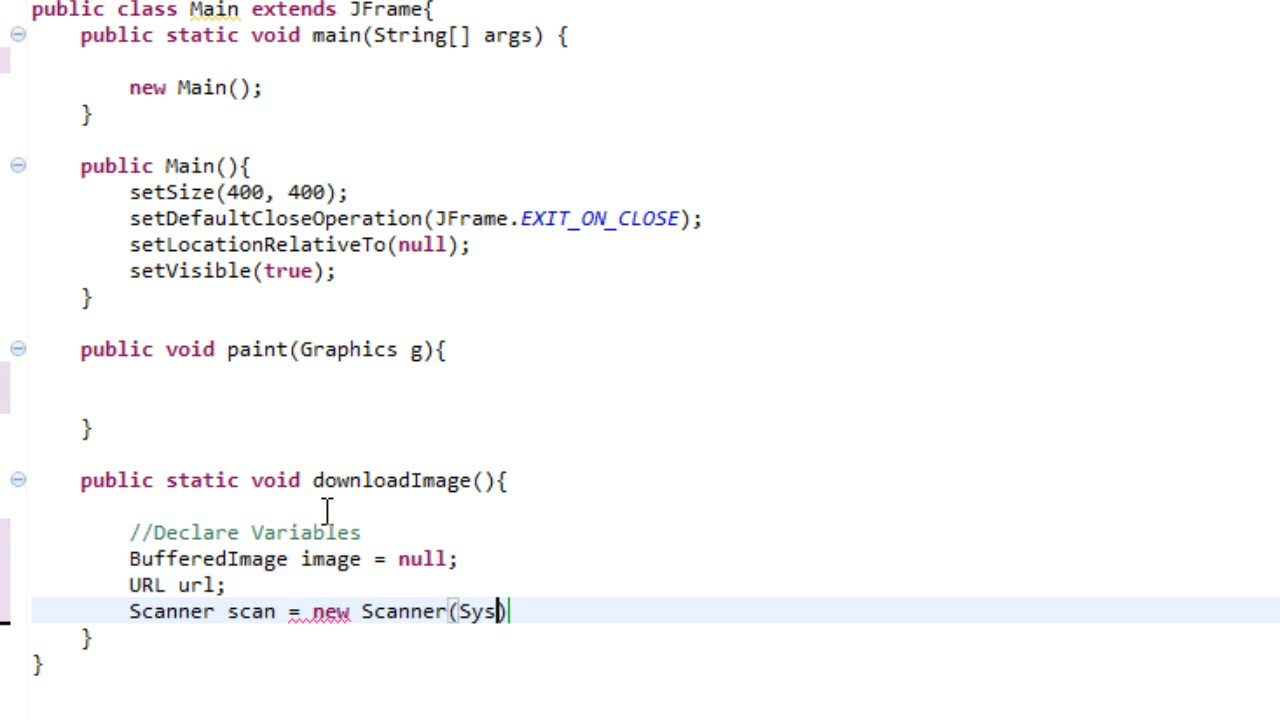 public class Main extends JFrame{
    public static void main(String[] args) {
        new Main();
    }
    public Main(){
        setSize(400, 400);
        setDefaultCloseOperation(JFrame.EXIT_ON_CLOSE);
        setLocationRelativeTo(null);
        setVisible(true);
    }
    public void paint(Graphics g){
    }
    public static void downloadImage(){
        //Declare Variables
        BufferedImage image = null;
        URL url;
        Scanner scan = new Scanner(Sys)
    }
}